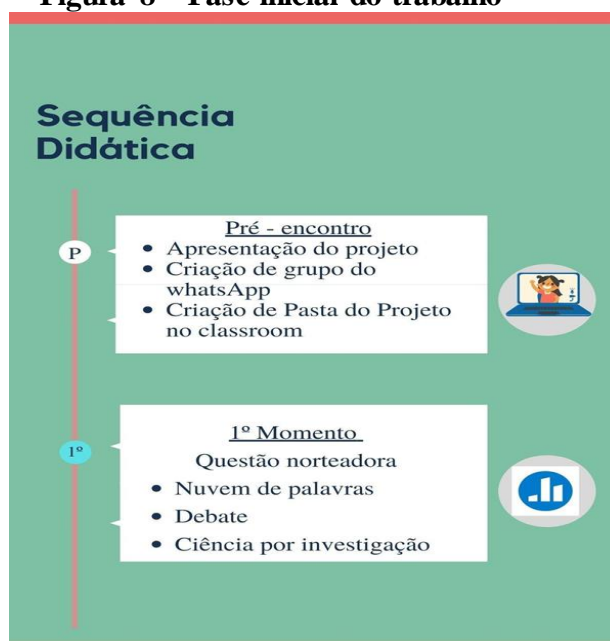 Figura 8 - Fase inicial do trabalho
Sequência
Didática
P
Pré - encontro
• Apresentação do projeto
• Criação de grupo do
whatsApp
• Criação de Pasta do Projeto
no classroom
1º
1º Momento
Questão norteadora
• Nuvem de palavras
• Debate
• Ciência por investigação